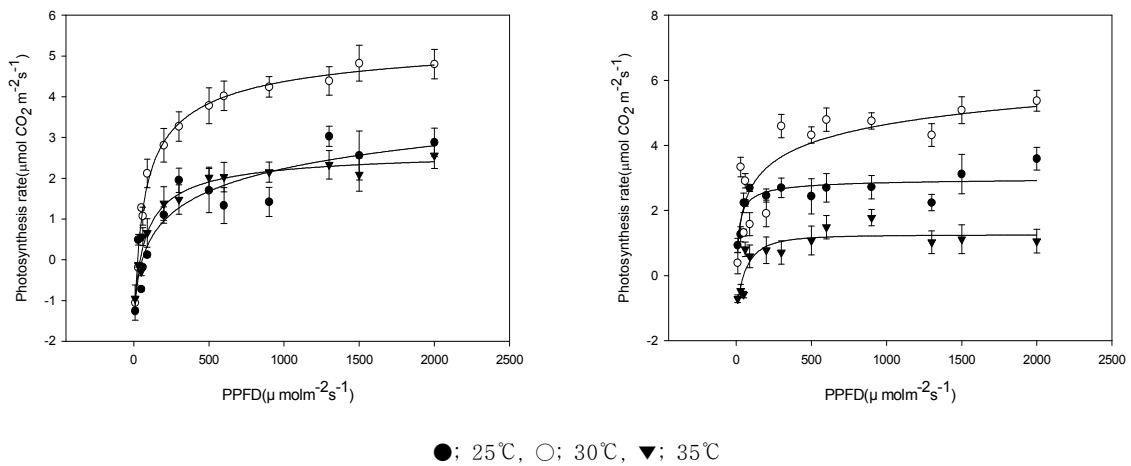 Photosynthesis rate(μmol CO2 m-2s-1)
6
5
4
3
2
1
0
-1
-2
0 500 1000 1500 2000 2500
PPFD(μ molm-2s-1)
Photosynthesis rate(μmol CO2 m-2s-1)
8
6
4
2
0
-2
0 500 1000 1500 2000 2500
PPFD(μ molm-2s-1)
●; 25℃, ○; 30℃, ▼; 35℃